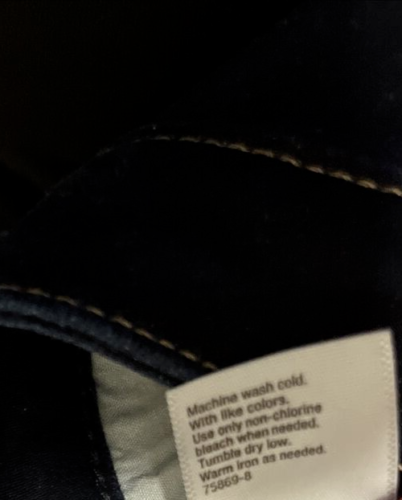 Machine wash cold.
With like colors.
Use only non-chlorine
bleach when needed.
Tumble dry low.
Warm iron as needed.
75869-8